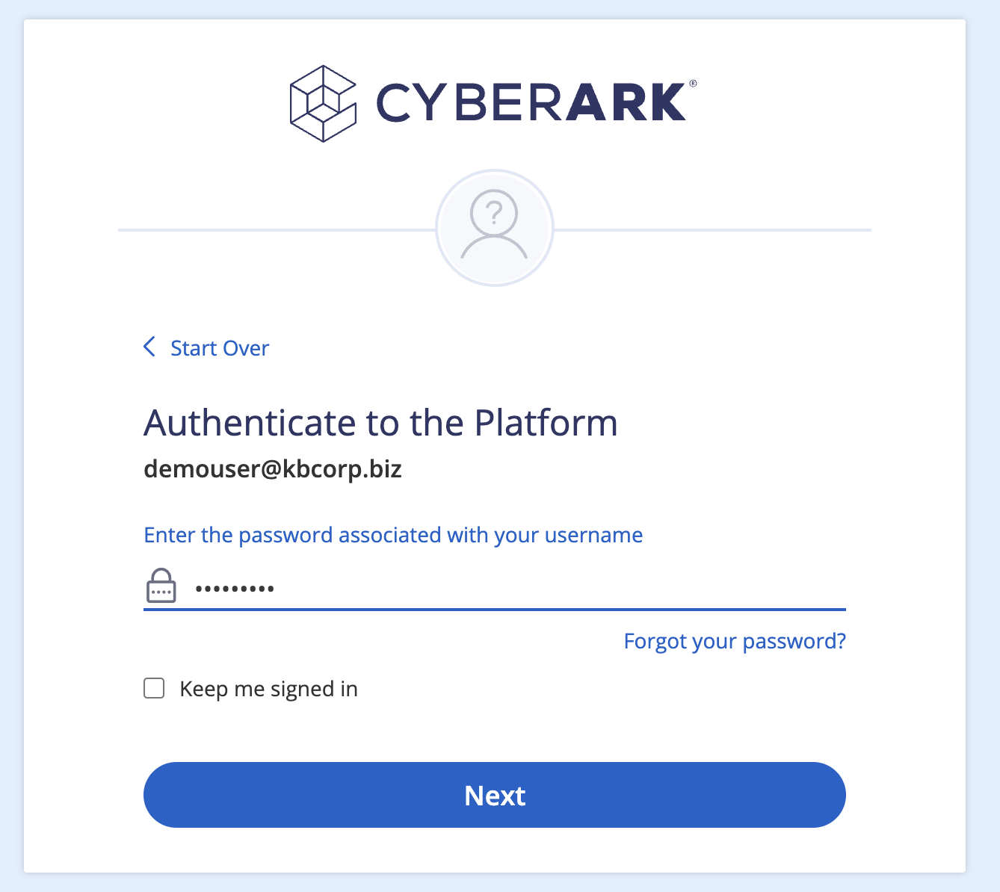 CYBERARK®
?
Start Over
Authenticate to the Platform
demouser@kbcorp.biz
Enter the password associated with your username
•••••••••
Forgot your password?
Keep me signed in
Next